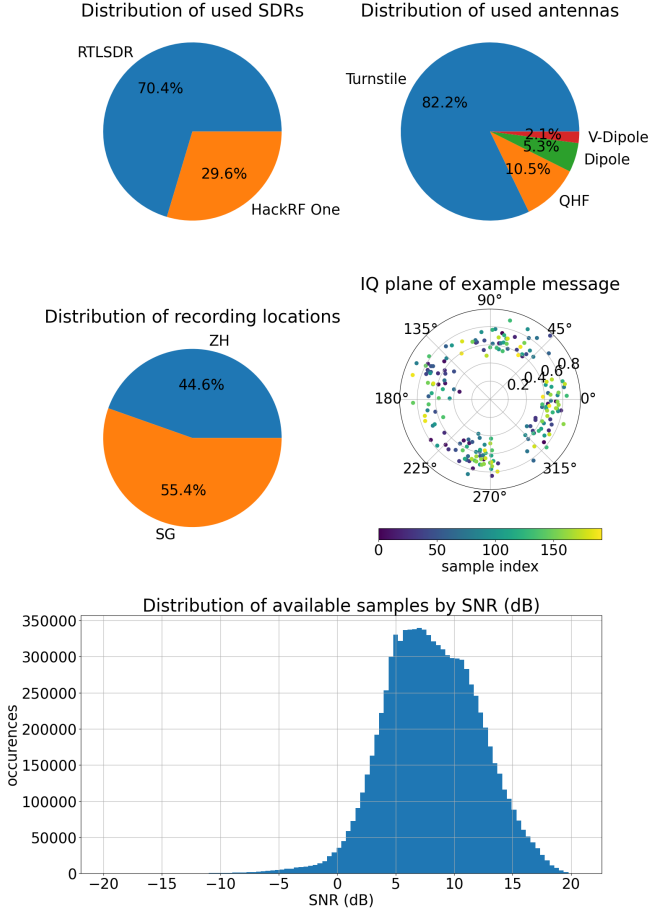 Distribution of used SDRs
RTLSDR
70.4%
29.6%
HackRF One
Distribution of used antennas
Turnstile
82.2%
2.1%
V-Dipole
5.3%
Dipole
10.5%
QHF
Distribution of recording locations
ZH
44.6%
55.4%
SG
IQ plane of example message
90°
135°
45°
0.8
0.6
0.4
0.2
180°
0°
225°
315°
270°
0 50 100 150
sample index
Distribution of available samples by SNR (dB)
350000
300000
250000
200000
150000
100000
50000
0
occurences
−20 −15 −10 −5 0 5 10 15 20
SNR (dB)